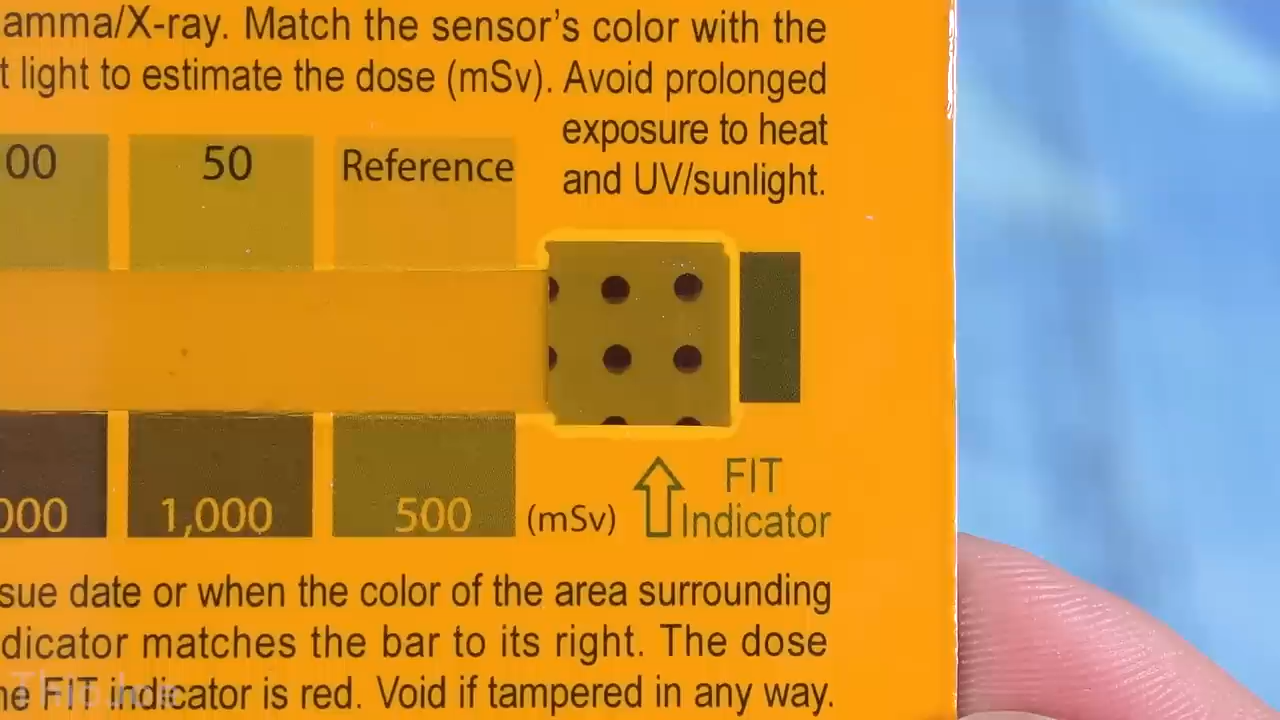 amma/X-ray. Match the sensor's color with the
t light to estimate the dose (mSv). Avoid prolonged
exposure to heat
and UV/sunlight.
00 50 Reference
000 1,000 500 (mSv)
FIT
Indicator
sue date or when the color of the area surrounding
dicator matches the bar to its right. The dose
he FIT indicator is red. Void if tampered in any way.